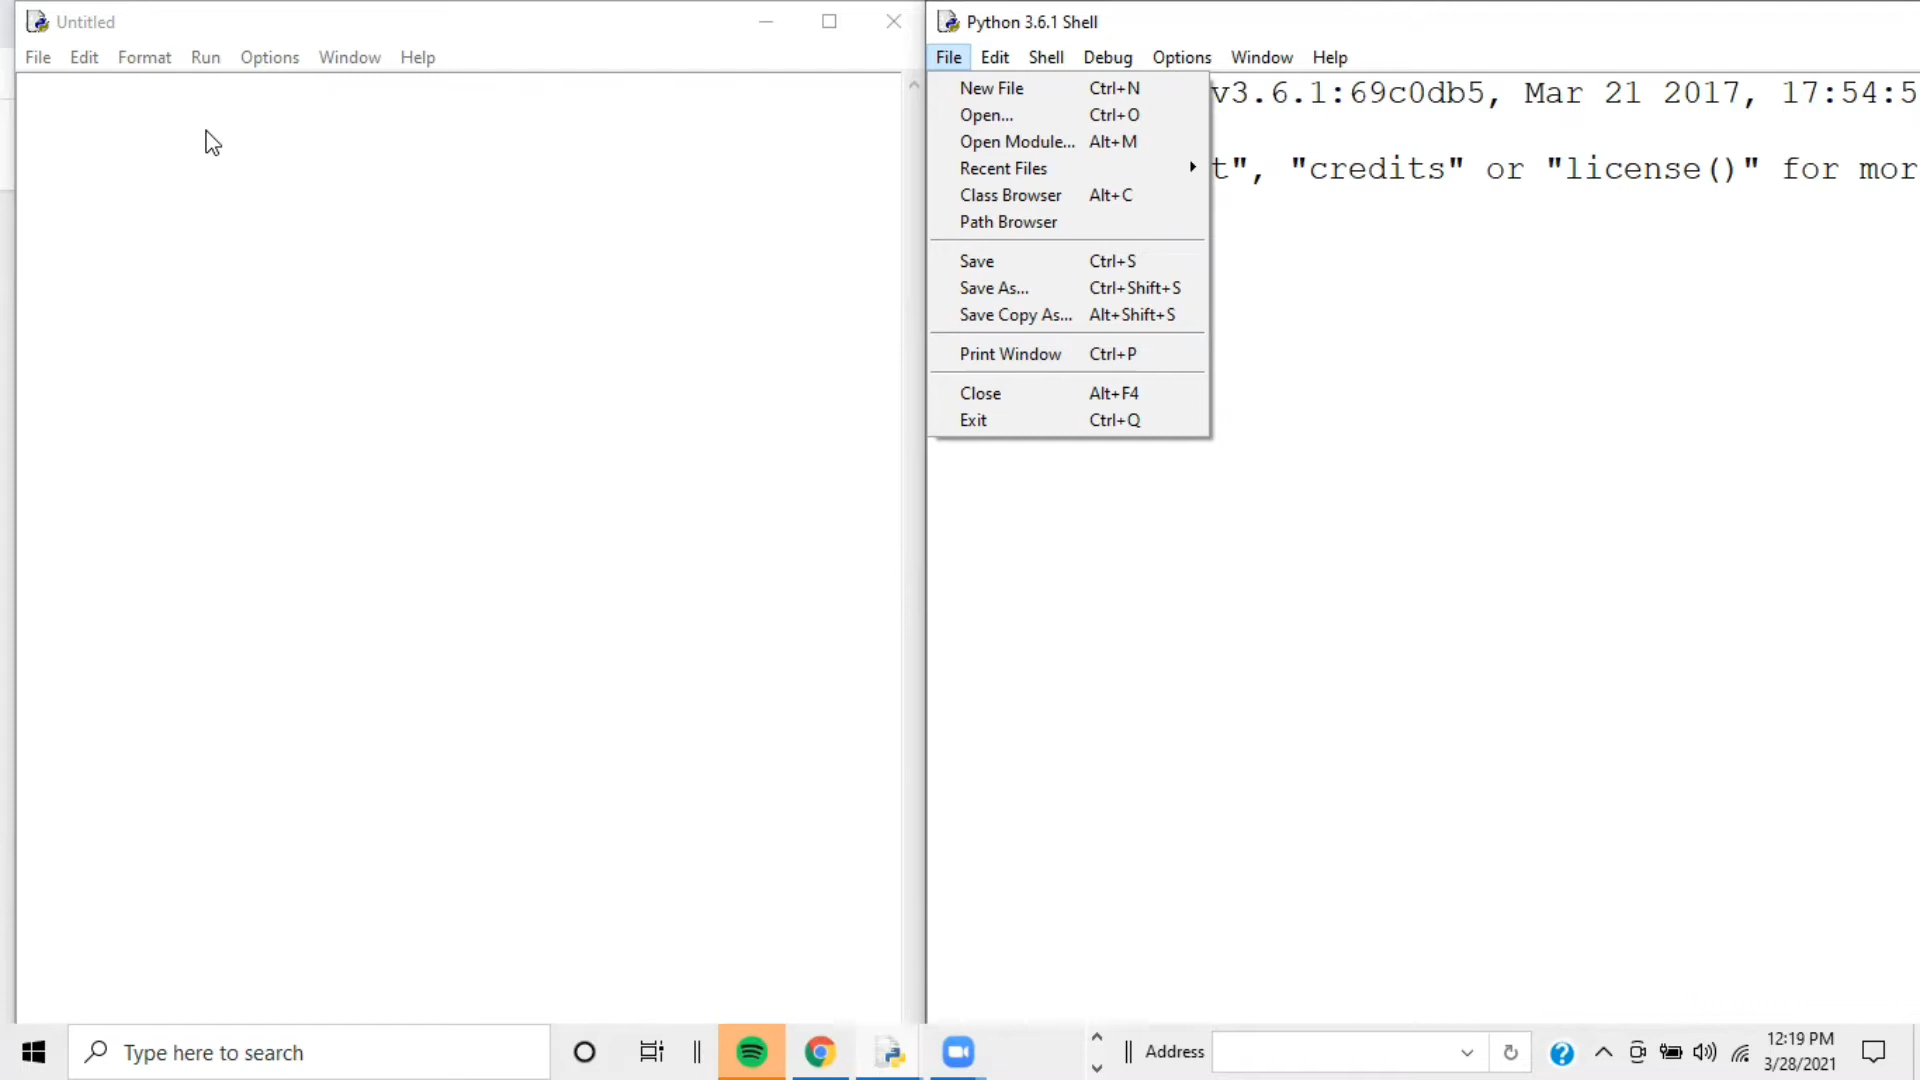 Untitled
File Edit Format Run Options Window Help
Python 3.6.1 Shell
File Edit Shell Debug Options Window Help
New File Ctrl+N
Open... Ctrl+O
Open Module... Alt+M
Recent Files
Class Browser Alt+C
Path Browser
Save Ctrl+S
Save As... Ctrl+Shift+S
Save Copy As... Alt+Shift+S
Print Window Ctrl+P
Close Alt+F4
Exit Ctrl+Q
v3.6.1:69c0db5, Mar 21 2017, 17:54:5
t", "credits" or "license()" for mor
Type here to search
Address
12:19 PM
3/28/2021